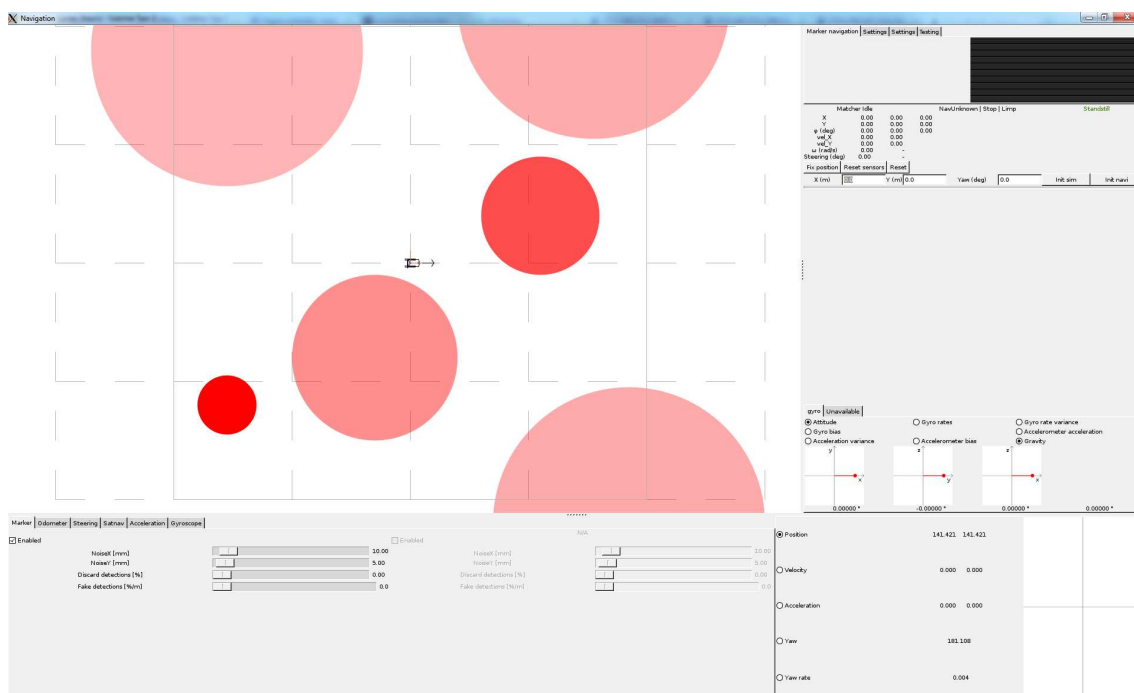 Navigation
Marker navigation Settings Settings Testing
Matcher Idle NavUnknown | Stop | Limp Standstill
X 0.00 0.00 0.00
Y 0.00 0.00 0.00
φ (deg) 0.00 0.00 0.00
vel_X 0.00 0.00
vel_Y 0.00 0.00
ω (rad/s) 0.00 -
Steering (deg) 0.00 -
Fix position Reset sensors Reset
X (m) Y (m) 0.0 Yaw (deg) 0.0 Init sim Init navi
gyro Unavailable
Attitude Gyro rates Gyro rate variance
Gyro bias Accelerometer acceleration
Acceleration variance Accelerometer bias Gravity
y z z
x y x
0.00000 ° -0.00000 ° 0.00000 ° 0.00000 °
Marker Odometer Steering Satnav Acceleration Gyroscope
N/A
Enabled Enabled
NoiseX [mm] 10.00 NoiseX [mm] 10.00
NoiseY [mm] 5.00 NoiseY [mm] 5.00
Discard detections [%] 0.00 Discard detections [%] 0.00
Fake detections [%/m] 0.0 Fake detections [%/m] 0.0
Position 141.421 141.421
Velocity 0.000 0.000
Acceleration 0.000 0.000
Yaw 181.108
Yaw rate 0.004